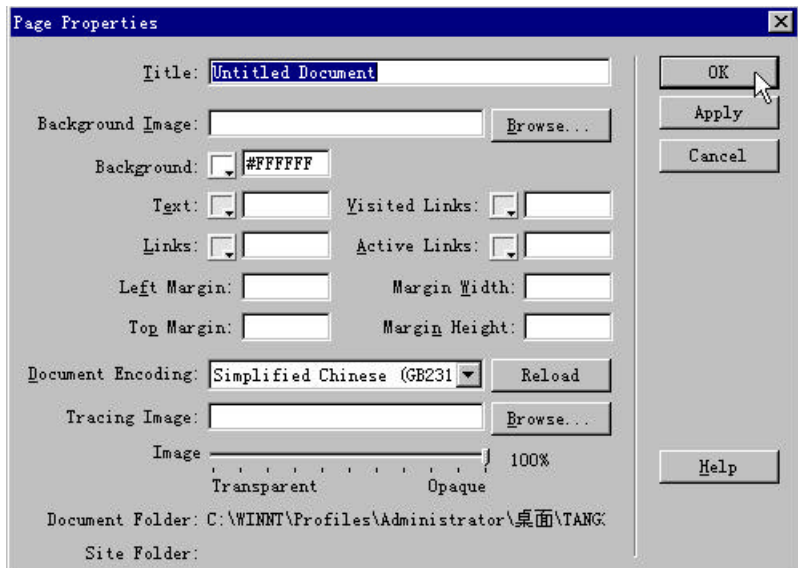 Page Properties
Title: Untitled Document
OK
Background Image: Browse...
Apply
Background: #FFFFFF
Cancel
Text: Visited Links:
Links: Active Links:
Left Margin: Margin Width:
Top Margin: Margin Height:
Document Encoding: Simplified Chinese (GB231 Reload
Tracing Image: Browse...
Image 100%
Transparent Opaque
Help
Document Folder: C:\WINNT\Profiles\Administrator\桌面\TANG
Site Folder: